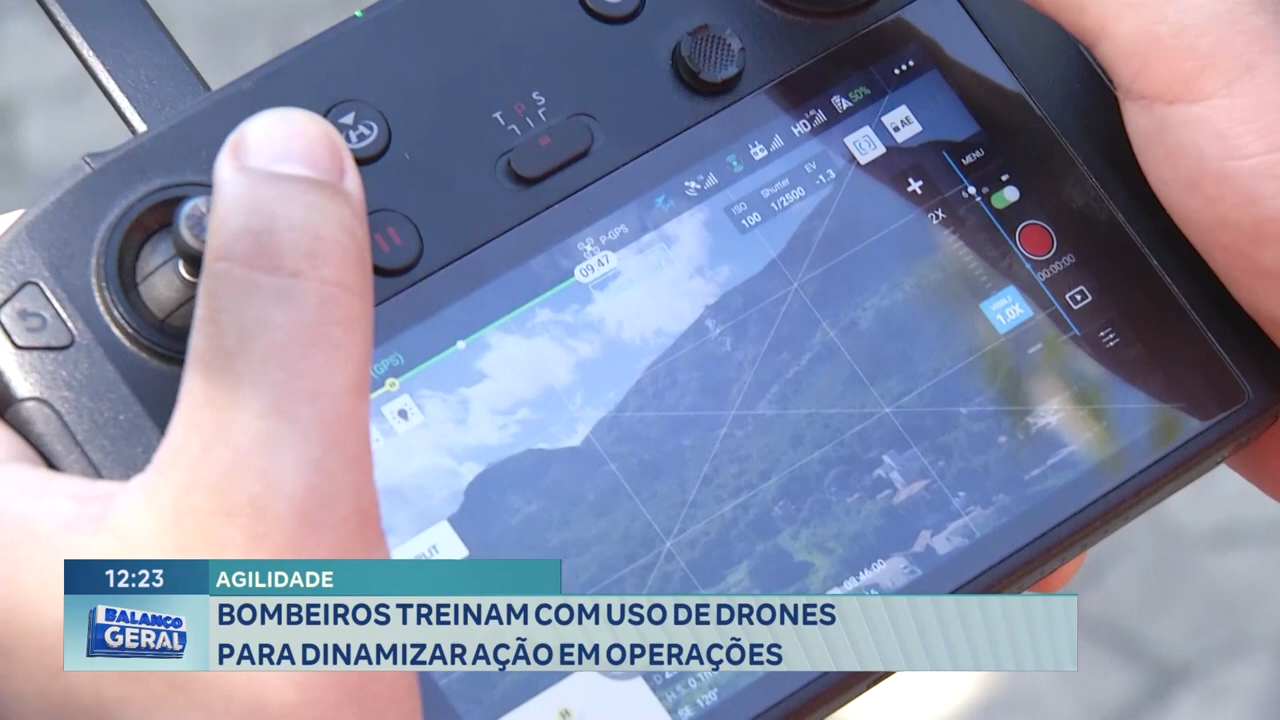 T P S
50%
HD
AE
MENU
ISO
Shutter
EV
100
1/2500
-1.3
P-GPS
09'47
2X
00:00:00
1.0X
(GPS)
12:23
AGILIDADE
BALANÇO
GERAL
BOMBEIROS TREINAM COM USO DE DRONES
PARA DINAMIZAR AÇÃO EM OPERAÇÕES
SE 120°